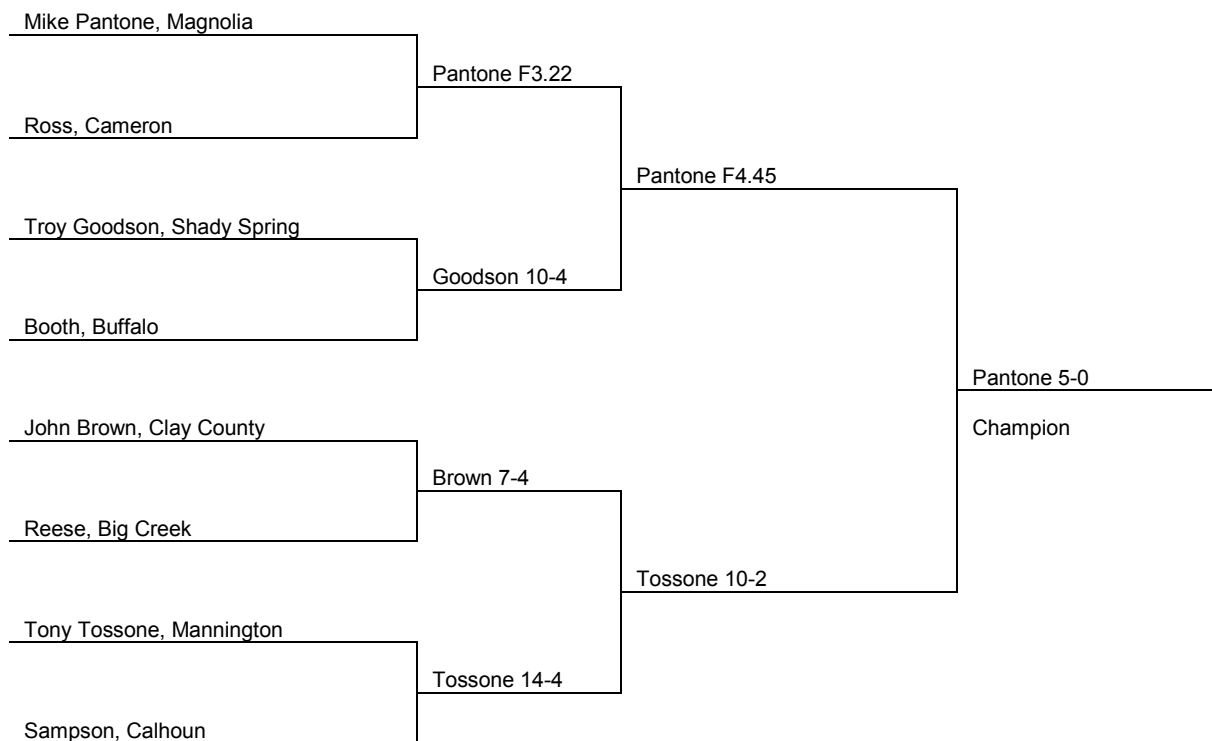 Mike Pantone, Magnolia
Pantone F3.22
Ross, Cameron
Pantone F4.45
Troy Goodson, Shady Spring
Goodson 10-4
Booth, Buffalo
Pantone 5-0
John Brown, Clay County
Champion
Brown 7-4
Reese, Big Creek
Tossone 10-2
Tony Tossone, Mannington
Tossone 14-4
Sampson, Calhoun